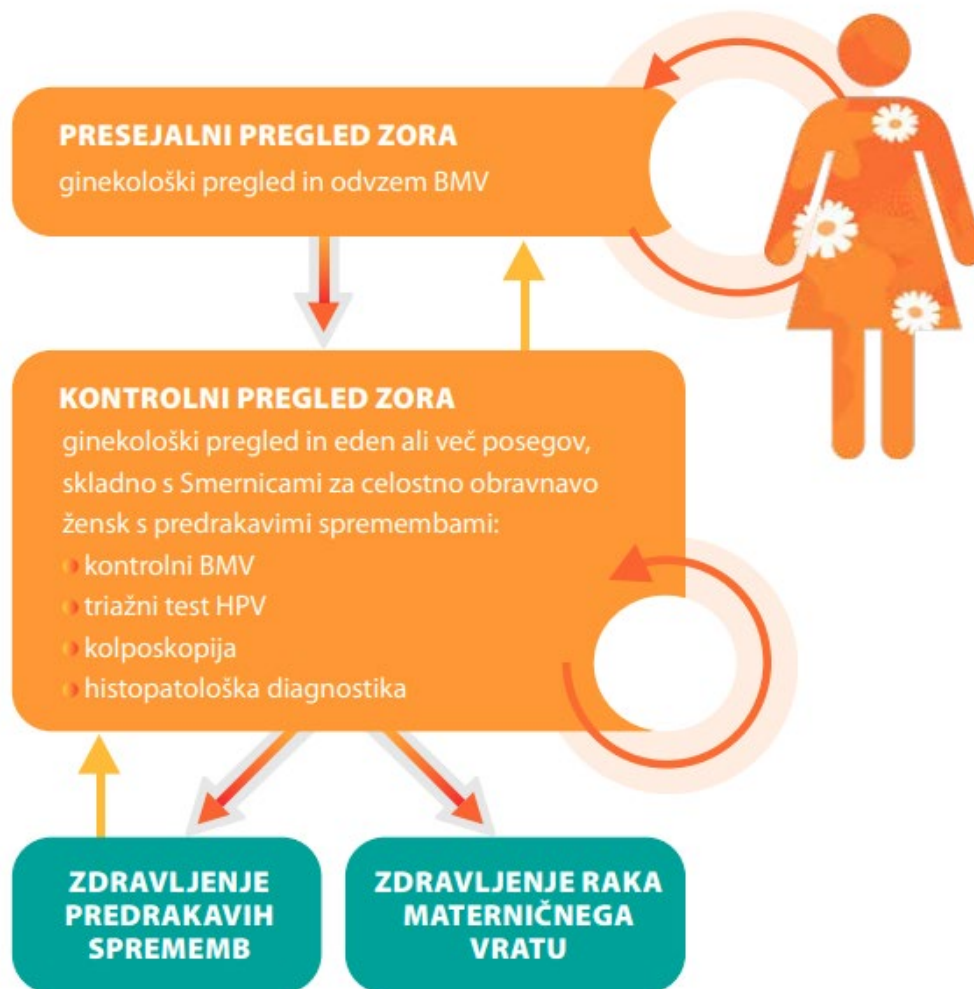 PRESEJALNI PREGLED ZORA
ginekološki pregled in odvzem BMV
KONTROLNI PREGLED ZORA
ginekološki pregled in eden ali več posegov,
skladno s Smernicami za celostno obravnavo
žensk s predrakavimi spremembami:
kontrolni BMV
triažni test HPV
kolposkopija
histopatološka diagnostika
ZDRAVLJENJE
PREDRAKAVIH
SPREMEMB
ZDRAVLJENJE RAKA
MATERNIČNEGA
VRATU